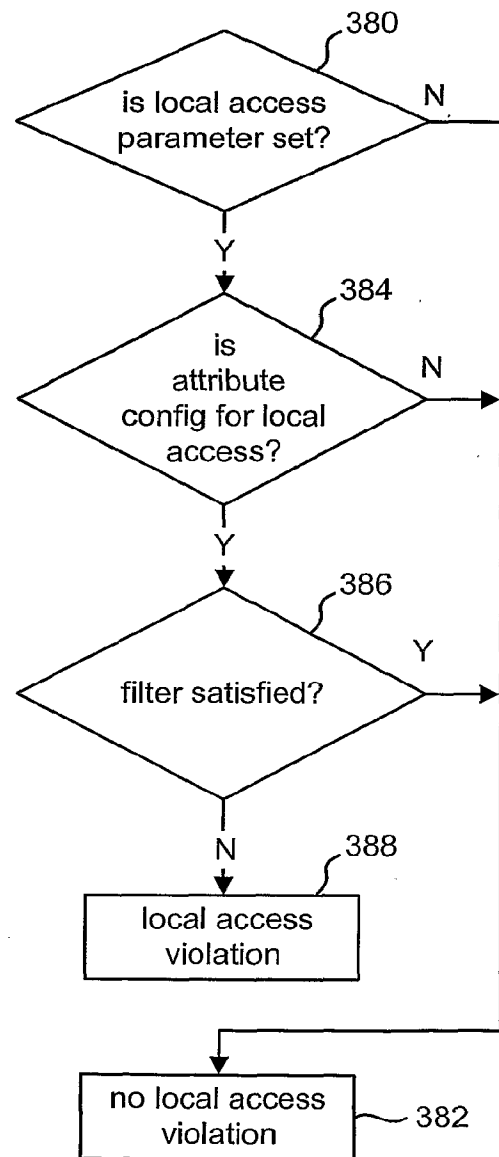 380
is local access
parameter set?
N
Y
384
is
attribute
config for local
access?
N
Y
386
filter satisfied?
Y
N
388
local access
violation
no local access
violation
382